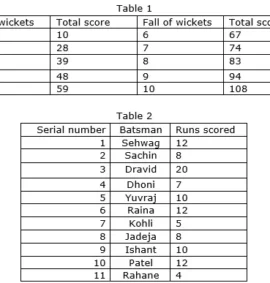 Table 1
wickets Total score Fall of wickets Total sco
10 6 67
28 7 74
39 8 83
48 9 94
59 10 108
Table 2
Serial number Batsman Runs scored
1 Sehwag 12
2 Sachin 8
3 Dravid 20
4 Dhoni 7
5 Yuvraj 10
6 Raina 12
7 Kohli 5
8 Jadeja 8
9 Ishant 10
10 Patel 12
11 Rahane 4